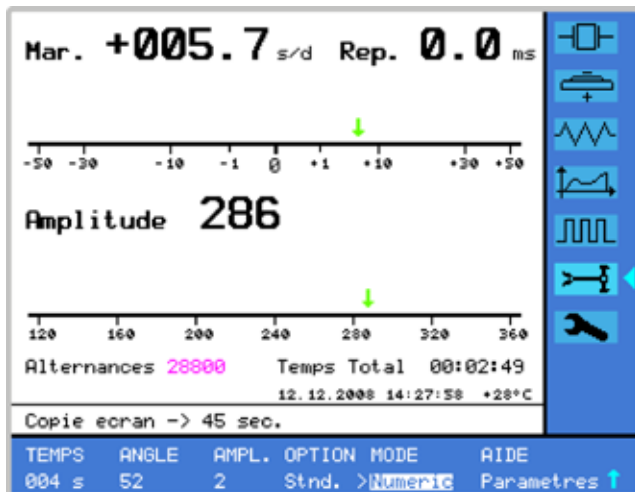 Mar. +005.7 s/d Rep. 0.0 ms
-50 -30 -10 -1 0 +1 +10 +30 +50
Amplitude 286
120 160 200 240 280 320 360
Alternances 28800 Temps Total 00:02:49
12.12.2008 14:27:58 +28°C
Copie ecran -> 45 sec.
TEMPS ANGLE AMPL. OPTION MODE AIDE
004 s 52 2 Stnd. >Numeric Parametres ↑